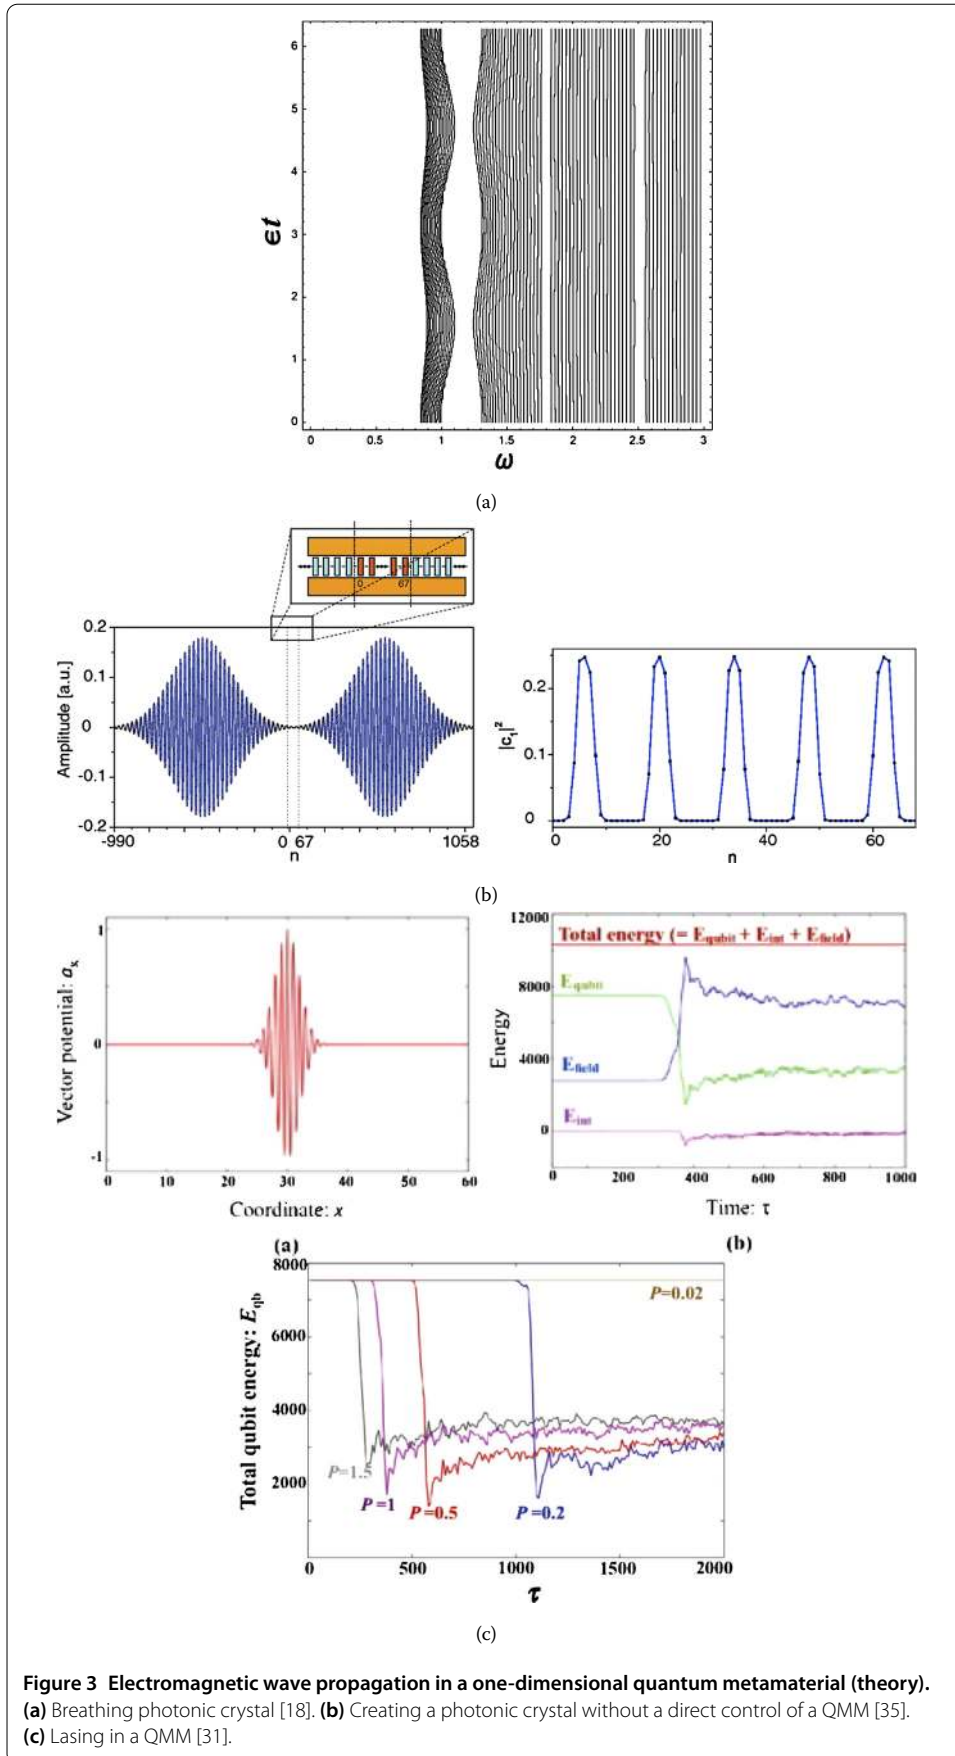 6
5
4
3
2
1
0
ϵt
0 0.5 1 1.5 2 2.5 3
ω
(a)
0 67
0.2
0.1
0
-0.1
-0.2
Amplitude [a.u.]
-990 0 67 1058
n
0.2
0.1
0
|c₁|²
0 20 40 60
n
(b)
1
0
-1
Vector potential: aₓ
0 10 20 30 40 50 60
Coordinate: x
(a)
12000
8000
4000
0
Energy
Total energy (= E_qubit + E_int + E_field)
E_qubit
E_field
E_int
0 200 400 600 800 1000
Time: τ
(b)
8000
6000
4000
2000
Total qubit energy: E_qb
P=0.02
P=1.5
P=1
P=0.5
P=0.2
0 500 1000 1500 2000
τ
(c)
Figure 3 Electromagnetic wave propagation in a one-dimensional quantum metamaterial (theory).
(a) Breathing photonic crystal [18]. (b) Creating a photonic crystal without a direct control of a QMM [35].
(c) Lasing in a QMM [31].